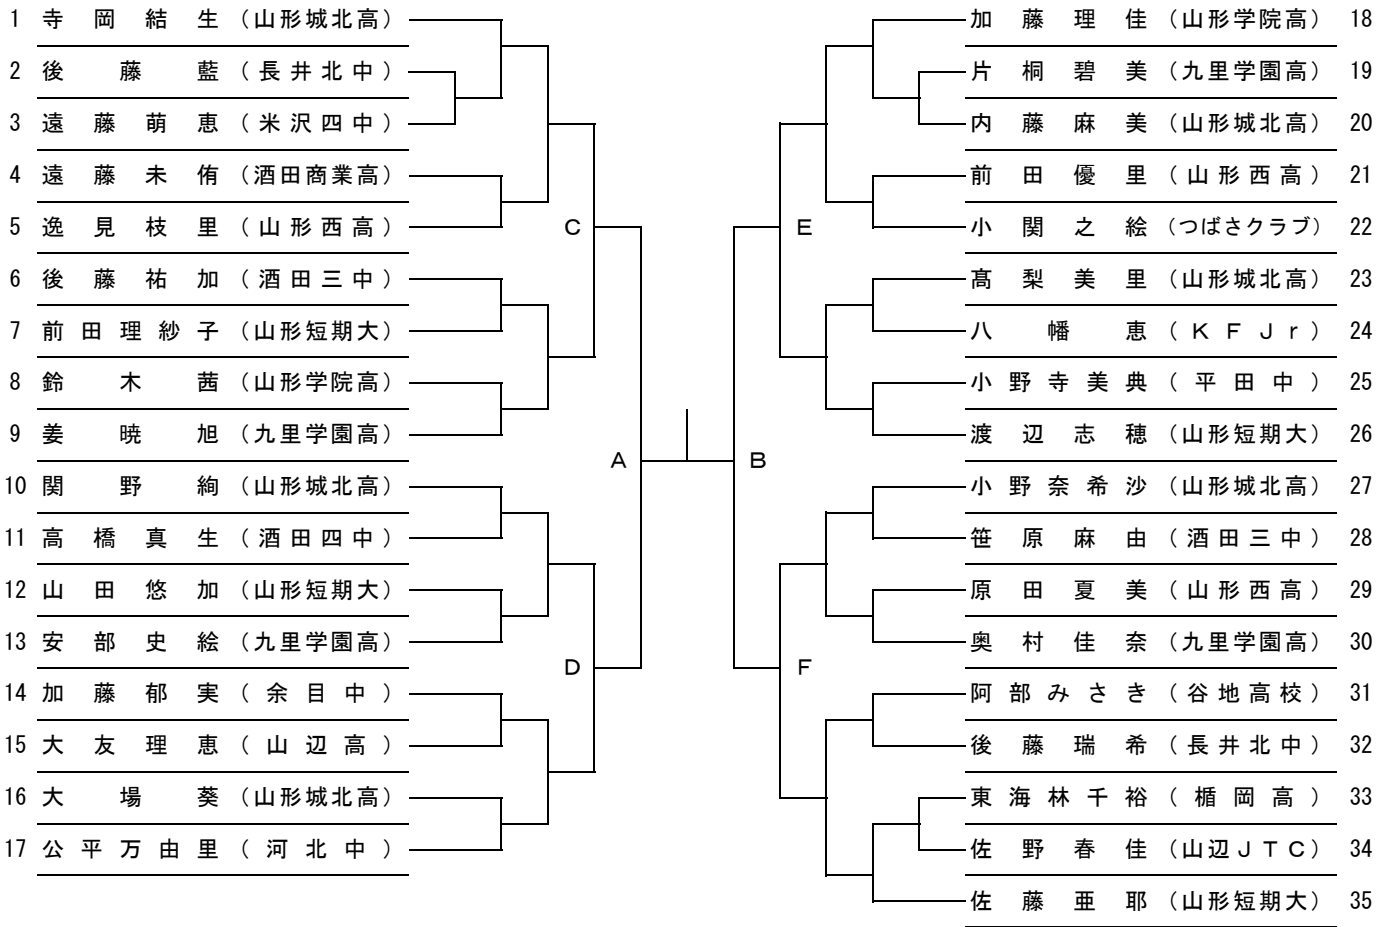 1 寺岡結生 (山形城北高)
2 後藤藍 (長井北中)
3 遠藤萌恵 (米沢四中)
4 遠藤未侑 (酒田商業高)
5 逸見枝里 (山形西高)
6 後藤祐加 (酒田三中)
7 前田理紗子 (山形短期大)
8 鈴木茜 (山形学院高)
9 姜暁旭 (九里学園高)
10 関野絢 (山形城北高)
11 高橋真生 (酒田四中)
12 山田悠加 (山形短期大)
13 安部史絵 (九里学園高)
14 加藤郁実 (余目中)
15 大友理恵 (山辺高)
16 大場葵 (山形城北高)
17 公平万由里 (河北中)
C
A
D
E
B
F
加藤理佳 (山形学院高) 18
片桐碧美 (九里学園高) 19
内藤麻美 (山形城北高) 20
前田優里 (山形西高) 21
小関之絵 (つばさクラブ) 22
髙梨美里 (山形城北高) 23
八幡恵 (KFJr) 24
小野寺美典 (平田中) 25
渡辺志穂 (山形短期大) 26
小野奈希沙 (山形城北高) 27
笹原麻由 (酒田三中) 28
原田夏美 (山形西高) 29
奥村佳奈 (九里学園高) 30
阿部みさき (谷地高校) 31
後藤瑞希 (長井北中) 32
東海林千裕 (楯岡高) 33
佐野春佳 (山辺JTC) 34
佐藤亜耶 (山形短期大) 35